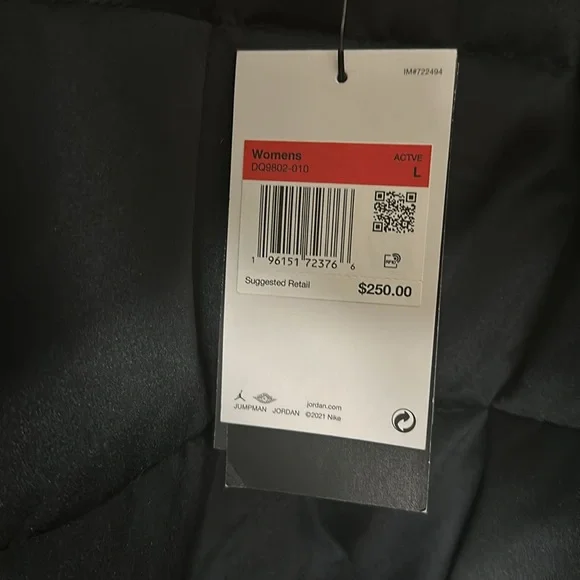 IM#722494
Womens ACTVE
DQ9802-010 L
1 96151 72376 6
RFID
Suggested Retail $250.00
jordan.com
JUMPMAN JORDAN ©2021 Nike